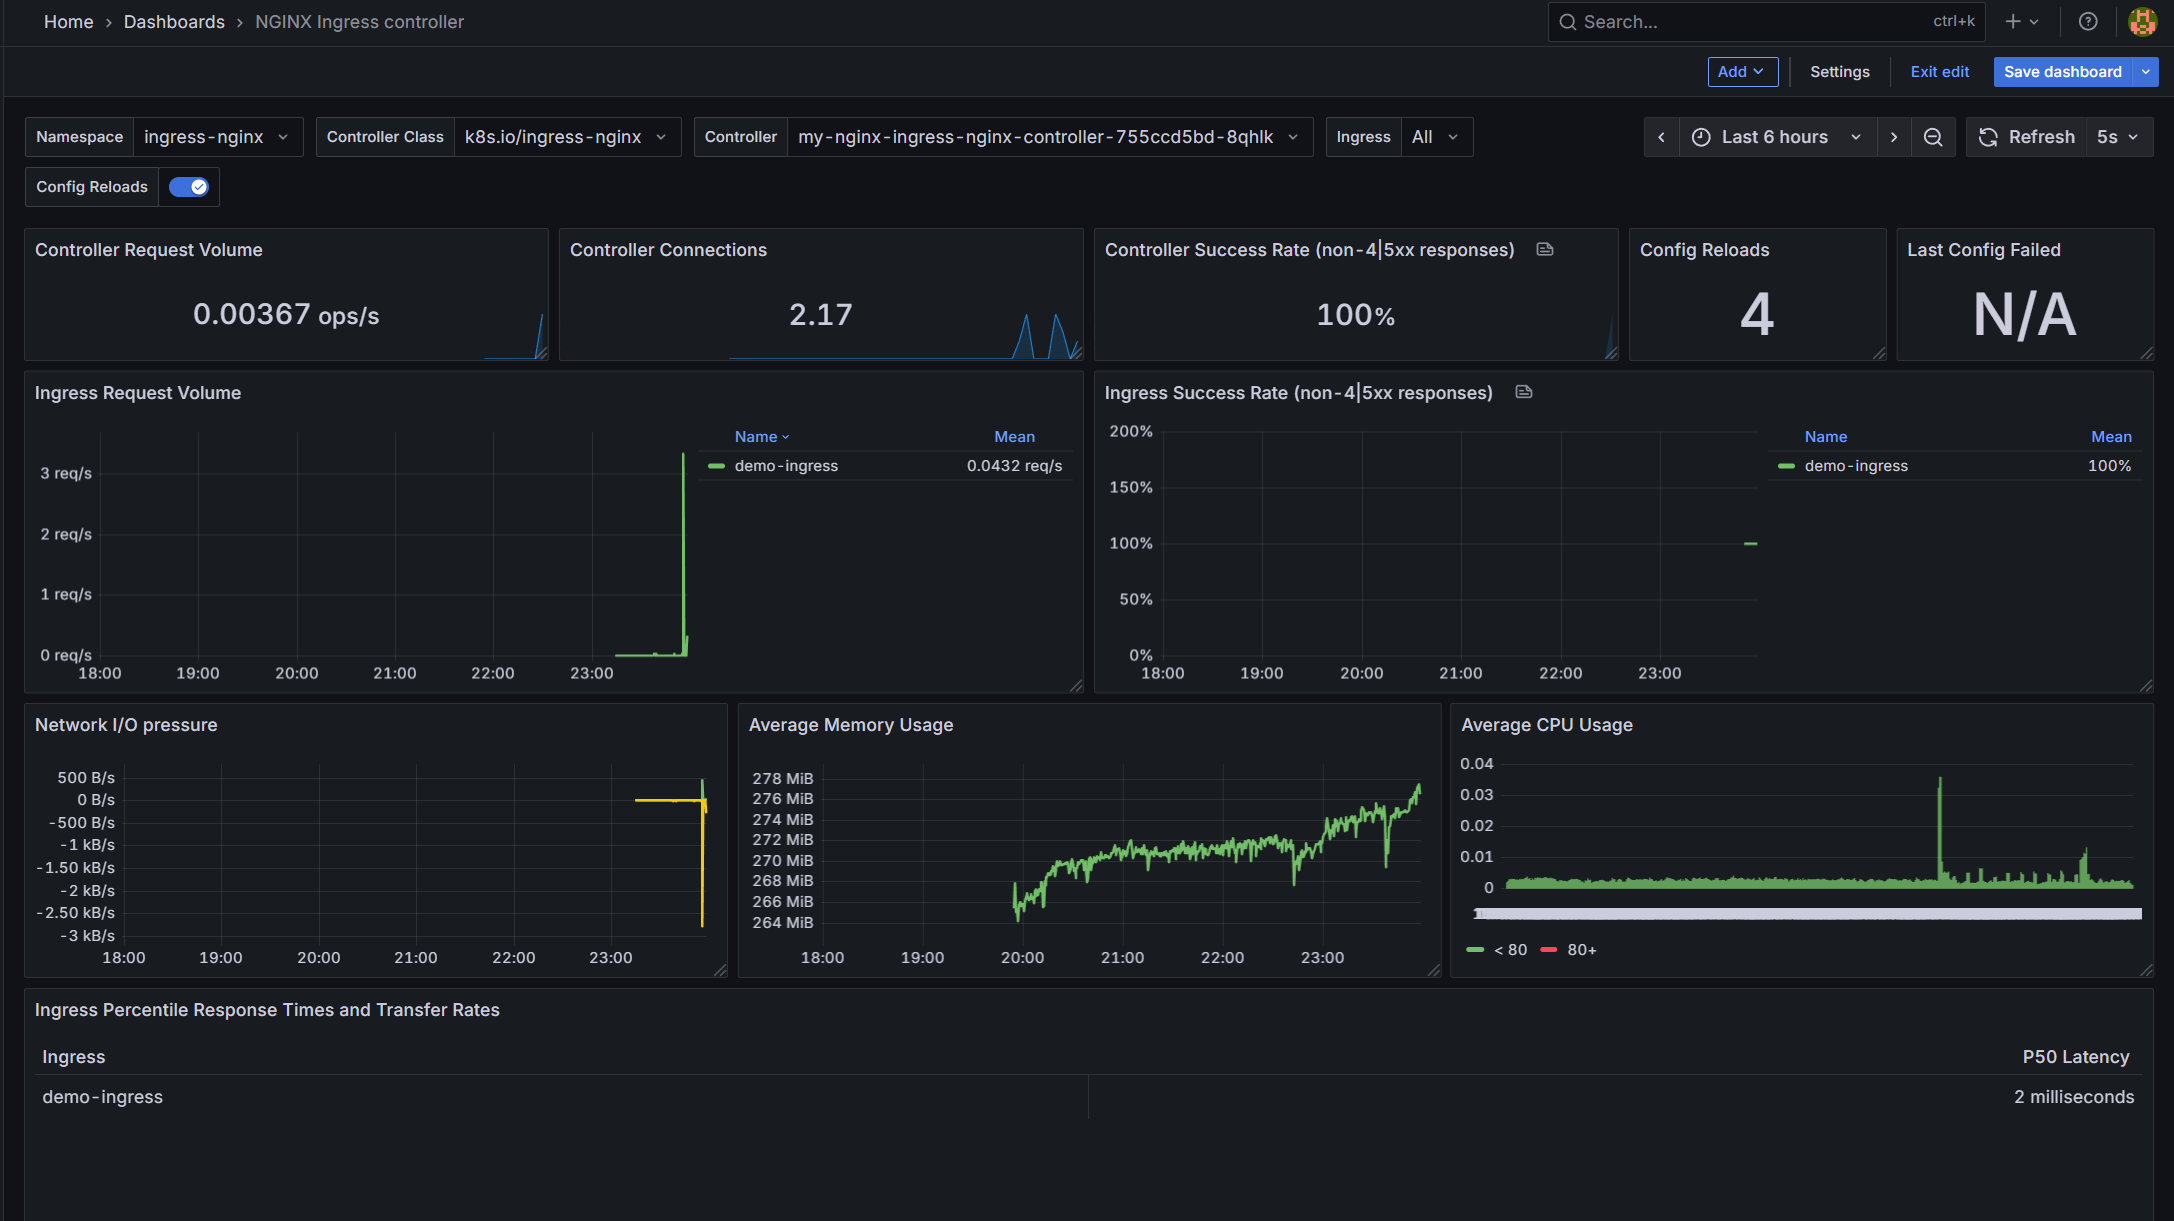 Home › Dashboards › NGINX Ingress controller
Search... ctrl+k
Add Settings Exit edit Save dashboard
Namespace ingress-nginx Controller Class k8s.io/ingress-nginx Controller my-nginx-ingress-nginx-controller-755ccd5bd-8qhlk Ingress All Last 6 hours Refresh 5s
Config Reloads
Controller Request Volume
0.00367 ops/s
Controller Connections
2.17
Controller Success Rate (non-4|5xx responses)
100%
Config Reloads
4
Last Config Failed
N/A
Ingress Request Volume
3 req/s
2 req/s
1 req/s
0 req/s
18:00 19:00 20:00 21:00 22:00 23:00
Name Mean
demo-ingress 0.0432 req/s
Ingress Success Rate (non-4|5xx responses)
200%
150%
100%
50%
0%
18:00 19:00 20:00 21:00 22:00 23:00
Name Mean
demo-ingress 100%
Network I/O pressure
500 B/s
0 B/s
-500 B/s
-1 kB/s
-1.50 kB/s
-2 kB/s
-2.50 kB/s
-3 kB/s
18:00 19:00 20:00 21:00 22:00 23:00
Average Memory Usage
278 MiB
276 MiB
274 MiB
272 MiB
270 MiB
268 MiB
266 MiB
264 MiB
18:00 19:00 20:00 21:00 22:00 23:00
Average CPU Usage
0.04
0.03
0.02
0.01
0
< 80 80+
Ingress Percentile Response Times and Transfer Rates
Ingress P50 Latency
demo-ingress 2 milliseconds